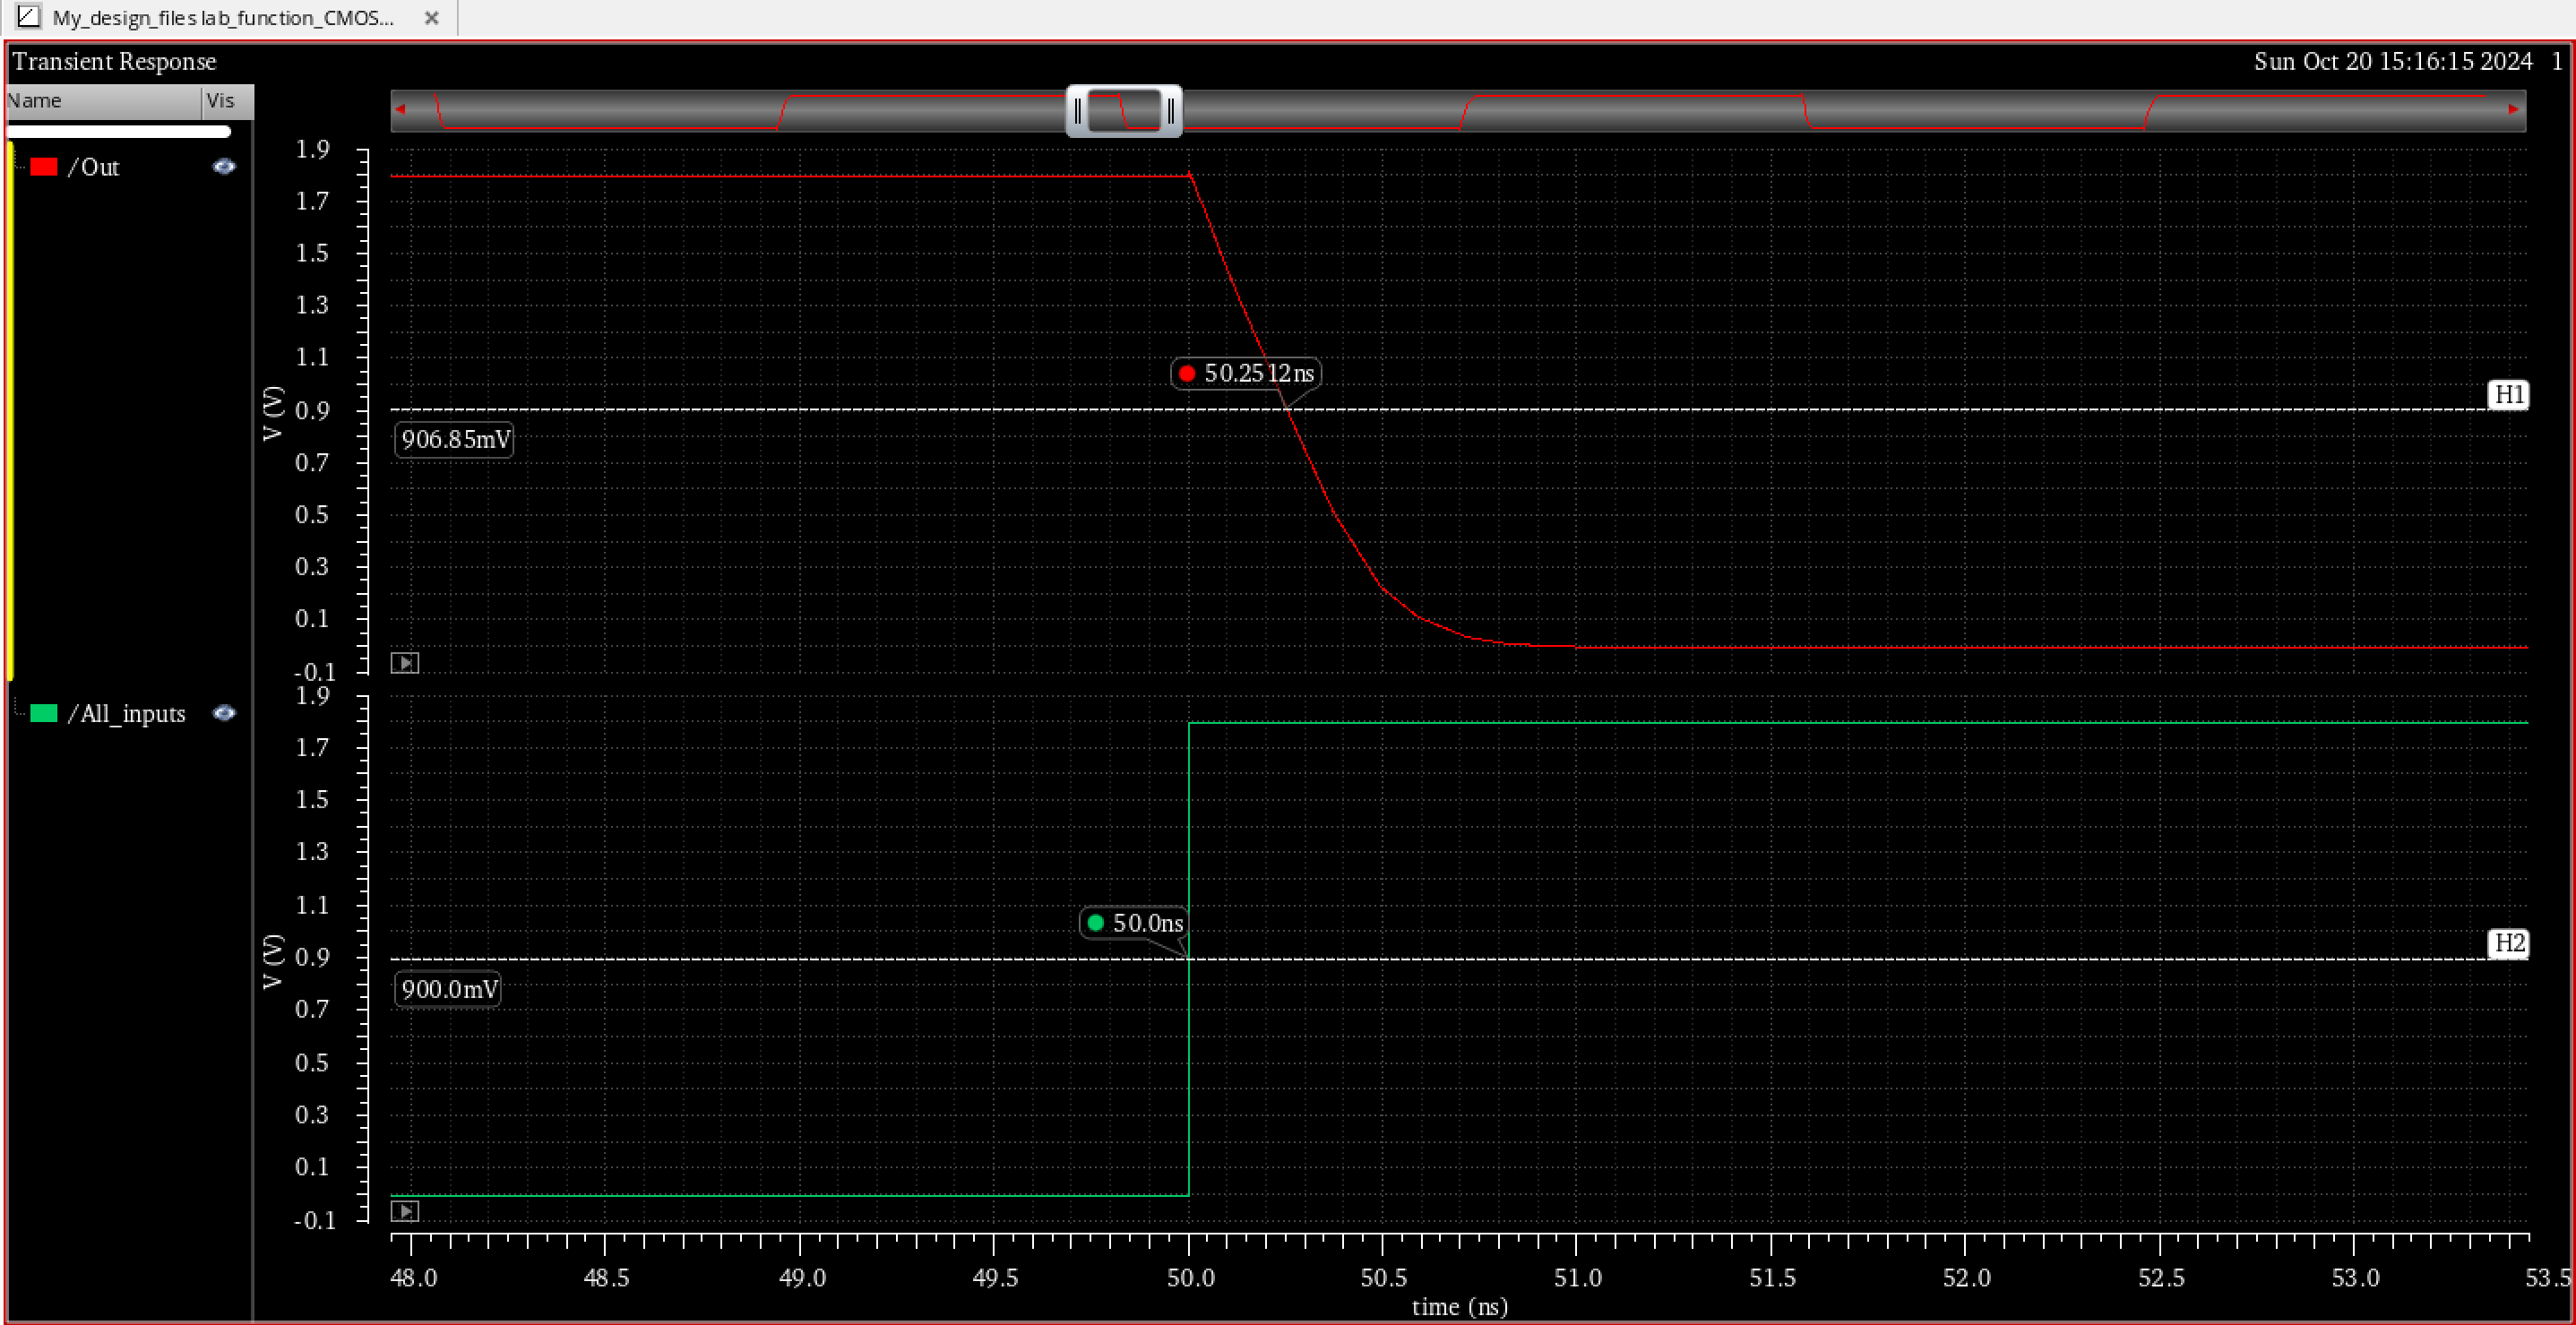 My_design_files lab_function_CMOS...
Transient Response
Sun Oct 20 15:16:15 2024 1
Name Vis
/Out
1.9
1.7
1.5
1.3
1.1
50.2512ns
0.9
H1
906.85mV
0.7
0.5
0.3
0.1
-0.1
V (V)
/All_inputs
1.9
1.7
1.5
1.3
1.1
50.0ns
0.9
H2
900.0mV
0.7
0.5
0.3
0.1
-0.1
V (V)
48.0 48.5 49.0 49.5 50.0 50.5 51.0 51.5 52.0 52.5 53.0 53.5
time (ns)